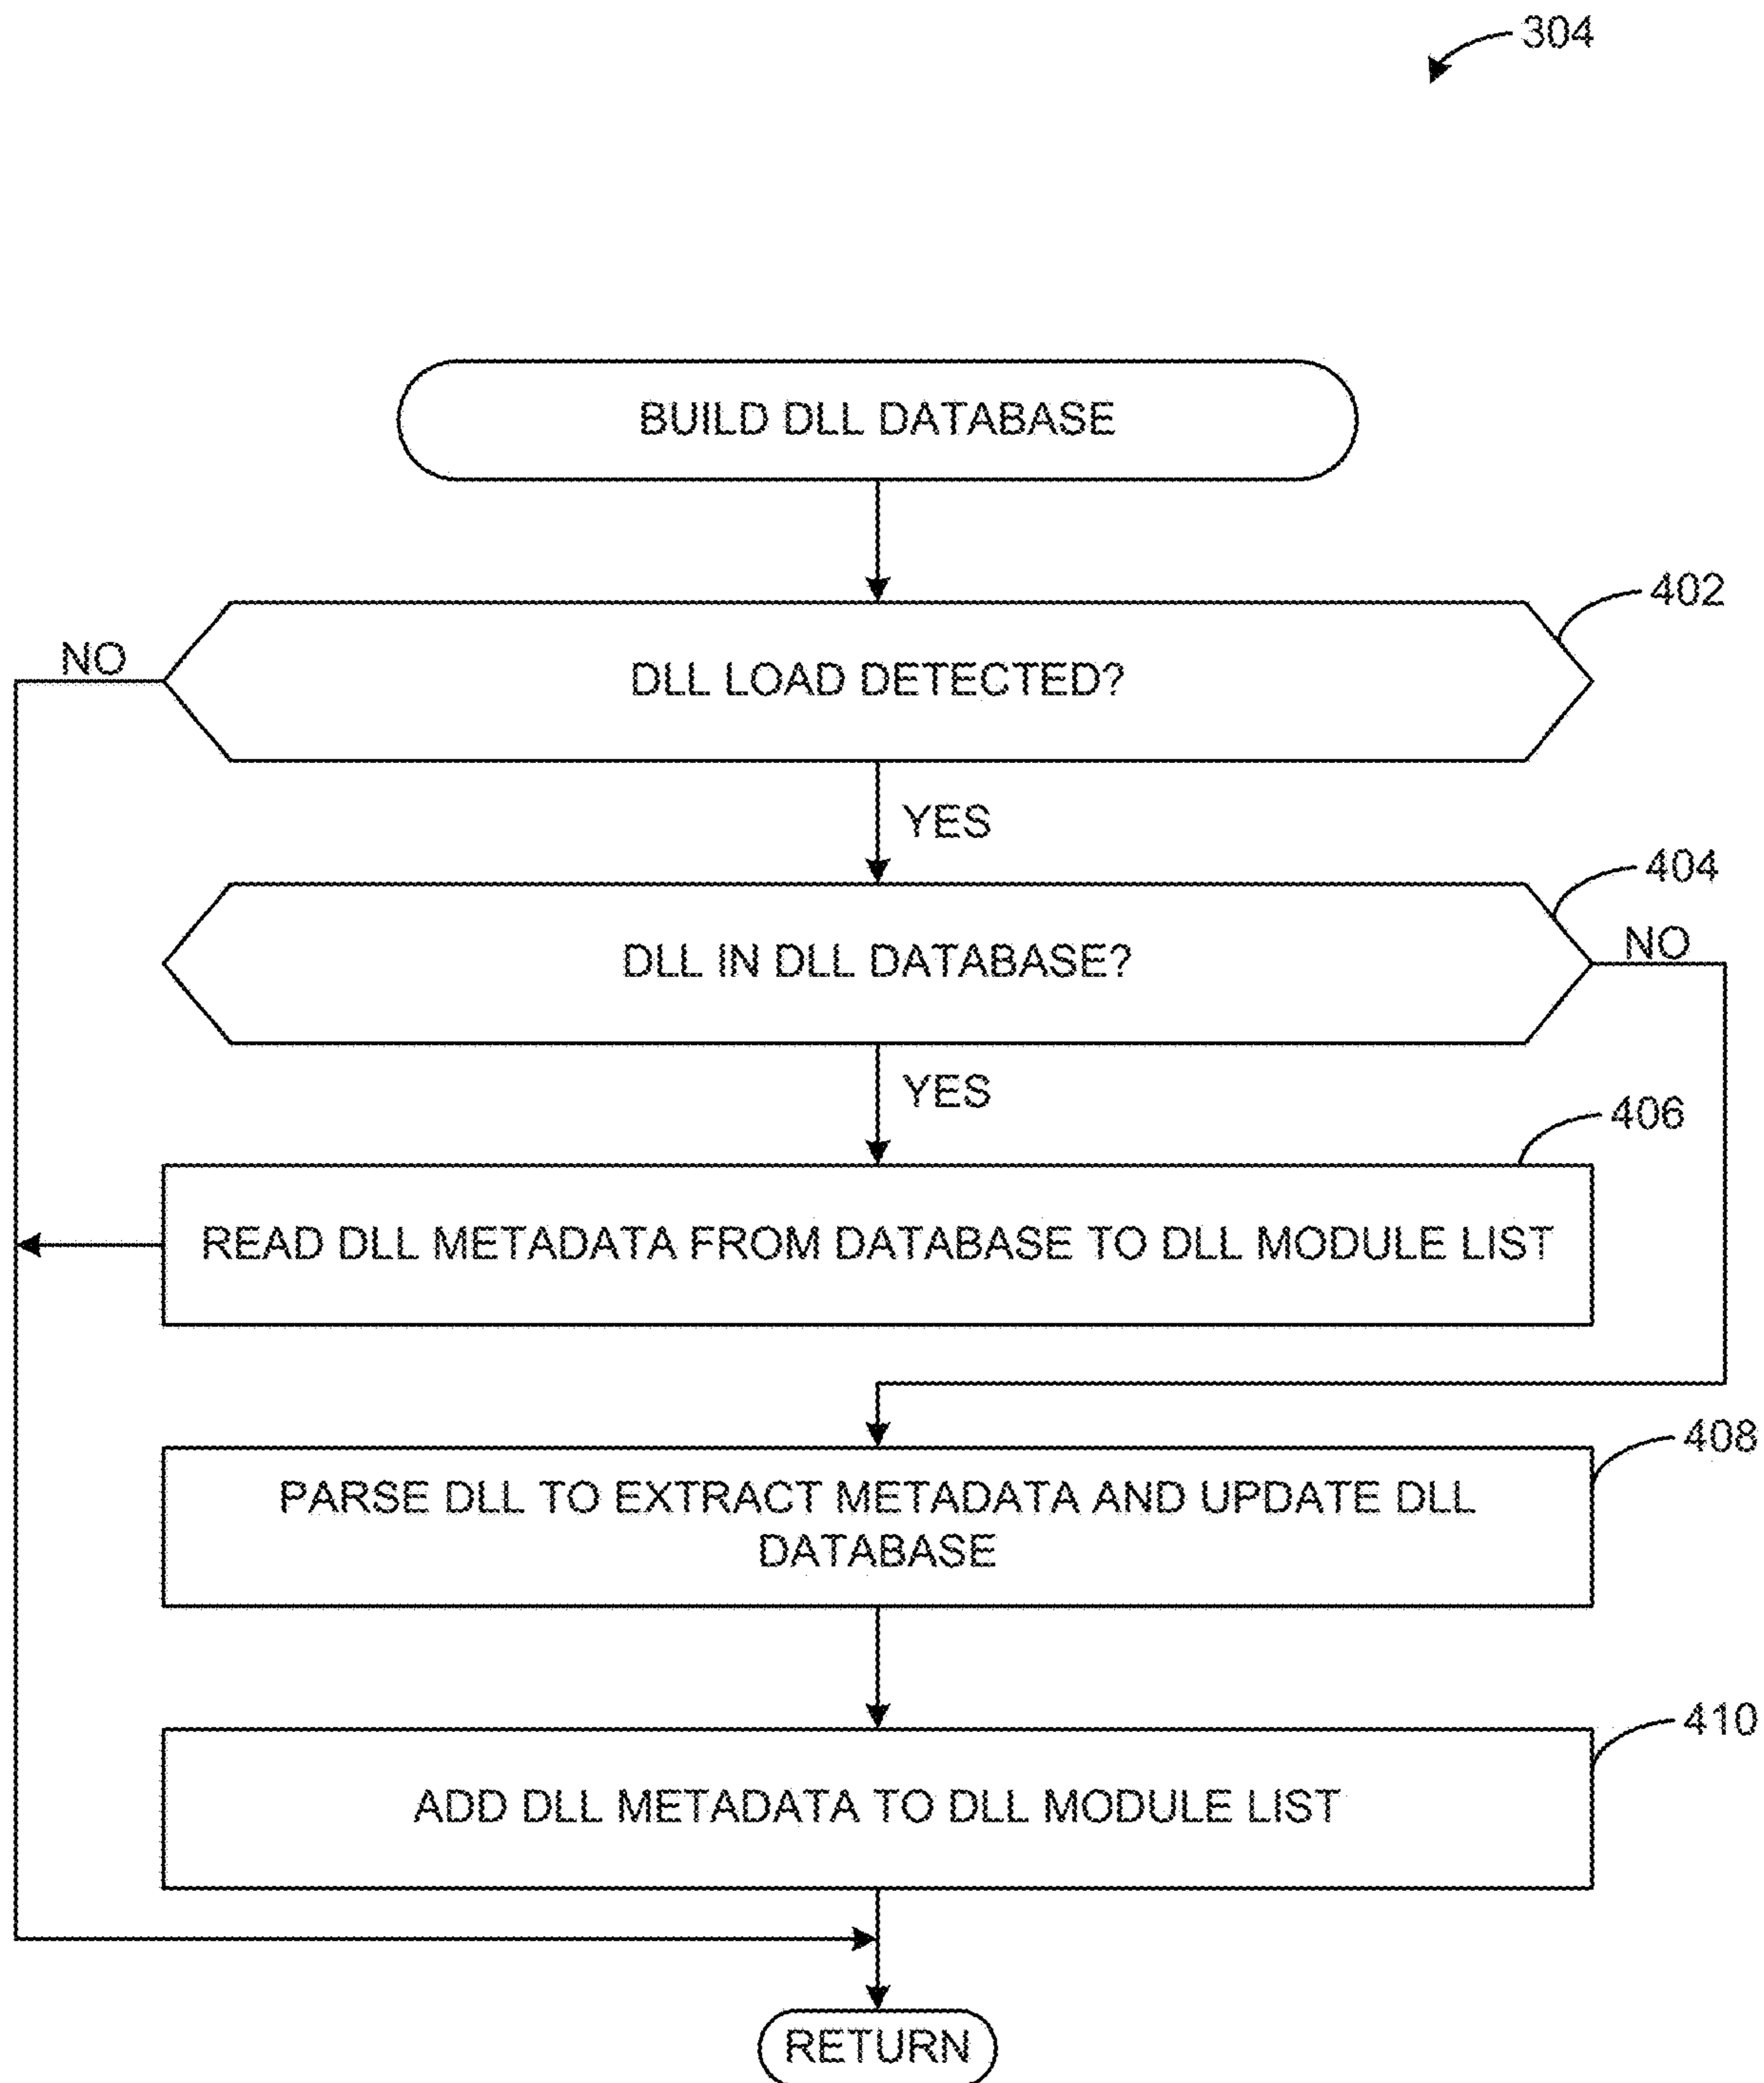 304
BUILD DLL DATABASE
402
NO
DLL LOAD DETECTED?
YES
404
NO
DLL IN DLL DATABASE?
YES
406
READ DLL METADATA FROM DATABASE TO DLL MODULE LIST
408
PARSE DLL TO EXTRACT METADATA AND UPDATE DLL
DATABASE
410
ADD DLL METADATA TO DLL MODULE LIST
RETURN